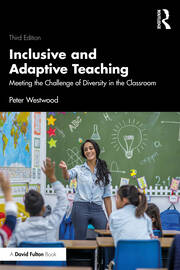 Third Edition
R
Inclusive and
Adaptive Teaching
Meeting the Challenge of Diversity in the Classroom
Peter Westwood
A David Fulton Book